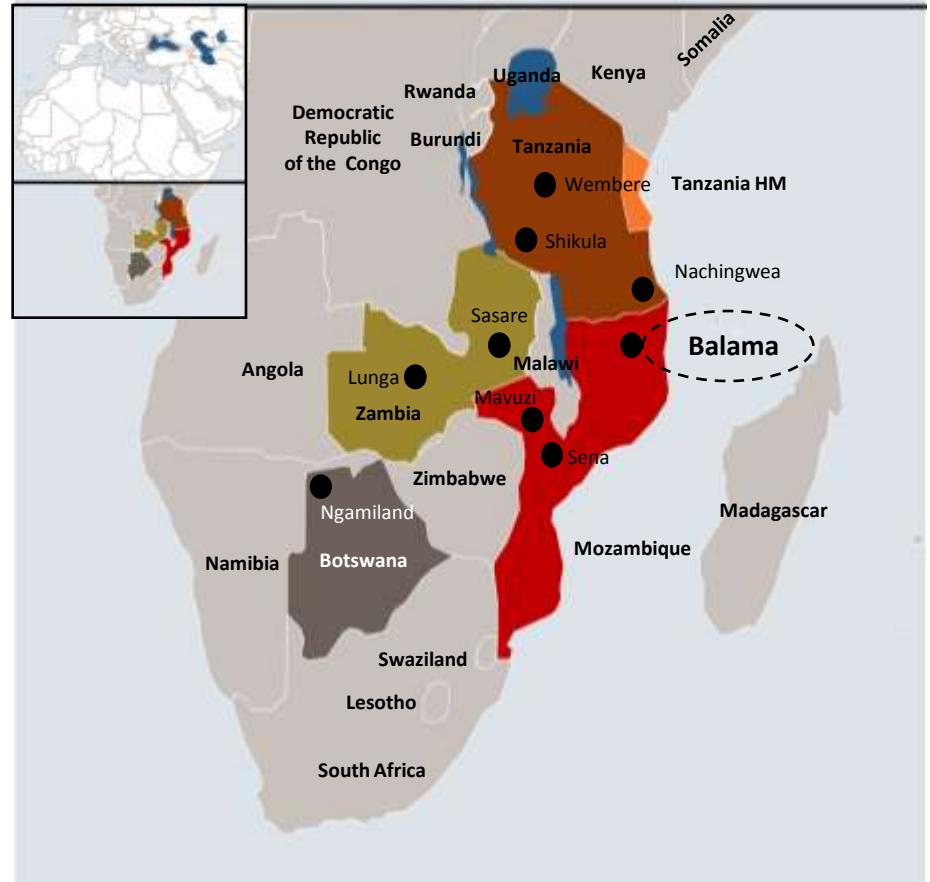 Somalia
Kenya
Uganda
Rwanda
Democratic
Republic
of the Congo
Burundi
Tanzania
Wembere
Tanzania HM
Shikula
Nachingwea
Sasare
Balama
Malawi
Angola
Lunga
Mavuzi
Zambia
Sena
Zimbabwe
Ngamiland
Madagascar
Mozambique
Namibia
Botswana
Swaziland
Lesotho
South Africa